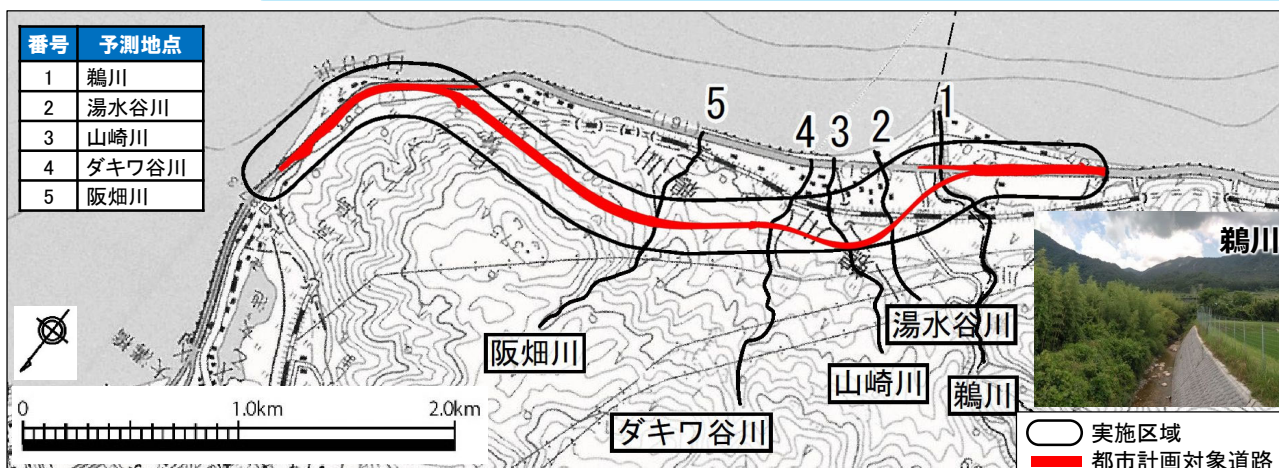 番号 予測地点
1 鵜川
2 湯水谷川
3 山崎川
4 ダキワ谷川
5 阪畑川
5
4
3
2
1
鵜川
湯水谷川
阪畑川
山崎川
鵜川
ダキワ谷川
0 1.0km 2.0km
実施区域
都市計画対象道路